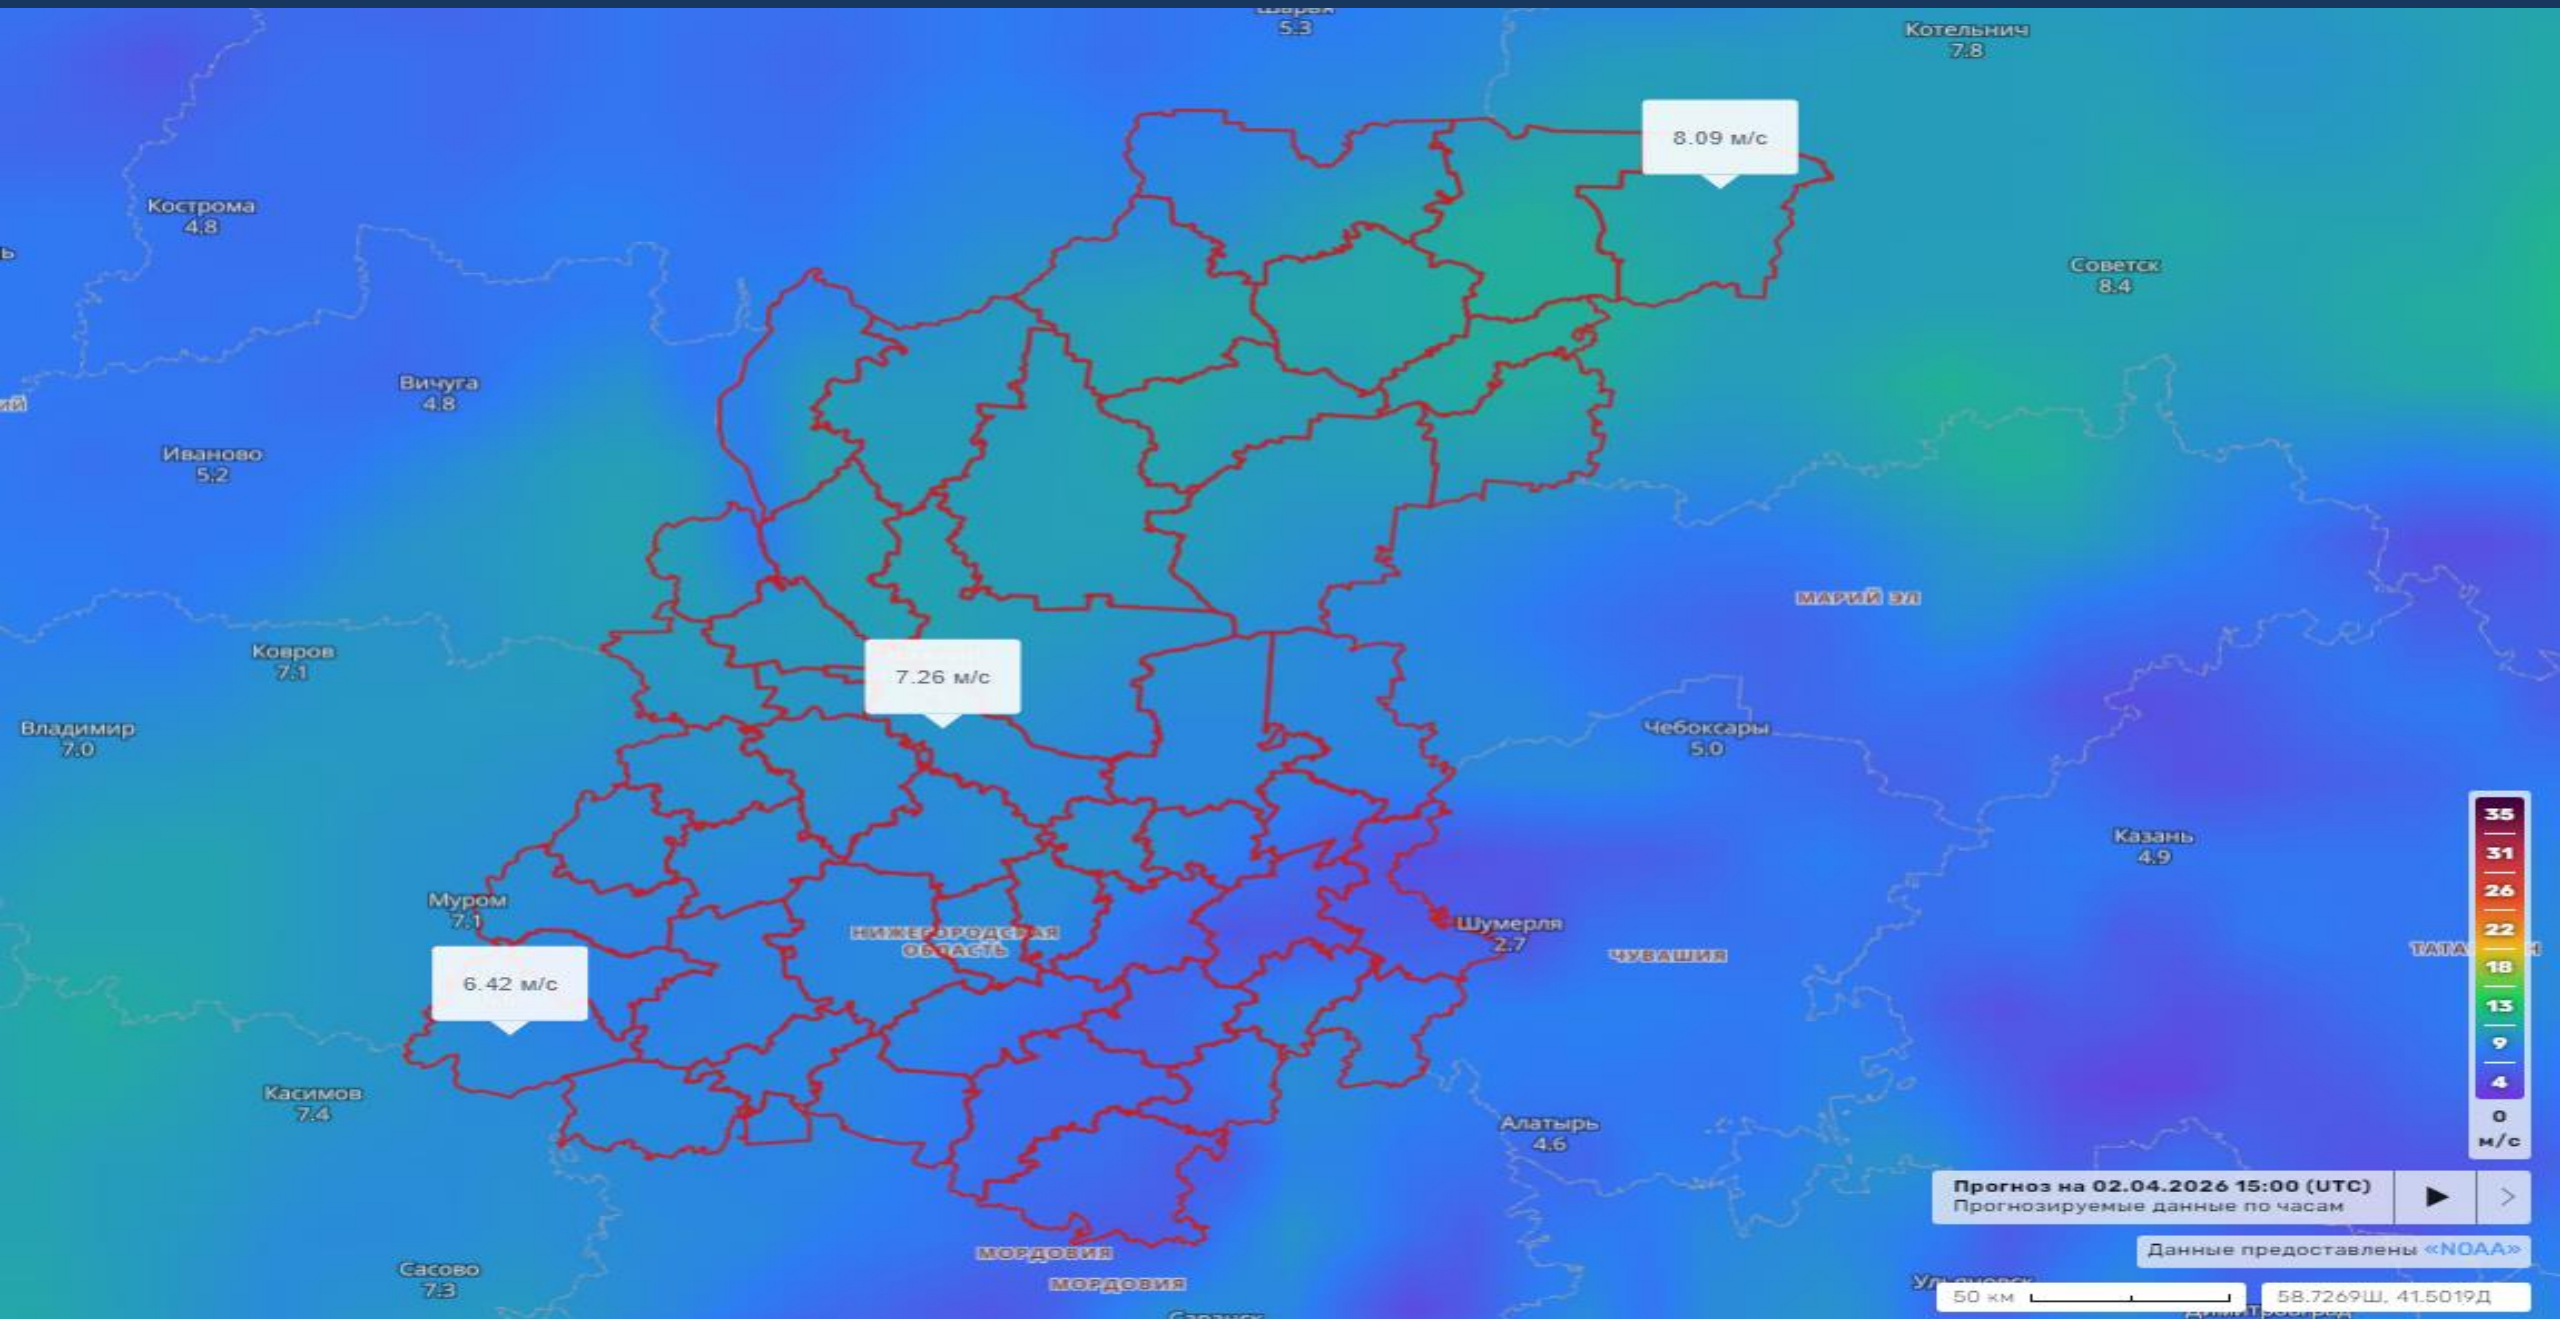 5.3
Котельнич
7.8
8.09 м/с
Кострома
4.8
ь
Советск
8.4
Вичуга
4.8
ий
Иваново
5.2
МАРИЙ ЭЛ
Ковров
7.1
7.26 м/с
Владимир
7.0
Чебоксары
5.0
35
31
26
22
18
13
9
4
0
м/с
Казань
4.9
Муром
7.1
НИЖЕГОРОДСКАЯ
ОБЛАСТЬ
Шумерля
2.7
ЧУВАШИЯ
ТАТА
Н
6.42 м/с
Касимов
7.4
Алатырь
4.6
Прогноз на 02.04.2026 15:00 (UTC)
Прогнозируемые данные по часам
Данные предоставлены «NOAA»
МОРДОВИЯ
МОРДОВИЯ
Сасово
7.3
50 км
58.7269Ш, 41.5019Д